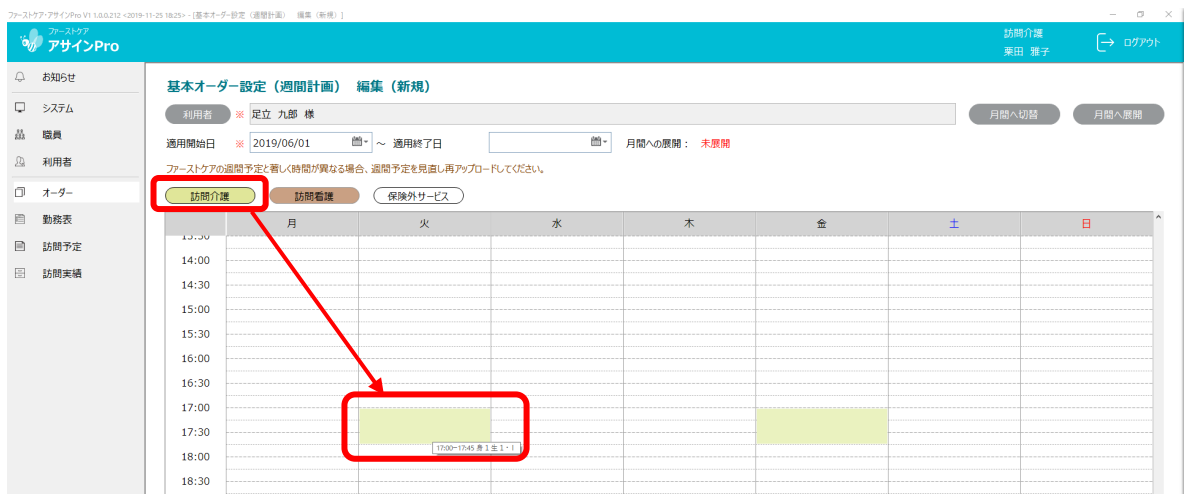 ファーストケア・アサインPro V1 1.0.0.212 <2019-11-25 18:25> - [基本オーダー設定（週間計画）　編集（新規）]
ファーストケア
アサインPro
訪問介護
栗田 雅子
ログアウト
お知らせ
システム
職員
利用者
オーダー
勤務表
訪問予定
訪問実績
基本オーダー設定（週間計画）　編集（新規）
利用者 ※ 足立 九郎 様 月間へ切替 月間へ展開
適用開始日 ※ 2019/06/01 ～ 適用終了日 月間への展開： 未展開
ファーストケアの週間予定と著しく時間が異なる場合、週間予定を見直し再アップロードしてください。
訪問介護 訪問看護 保険外サービス
月 火 水 木 金 土 日
13:30
14:00
14:30
15:00
15:30
16:00
16:30
17:00
17:30
17:00~17:45 身１生１・Ⅰ
18:00
18:30